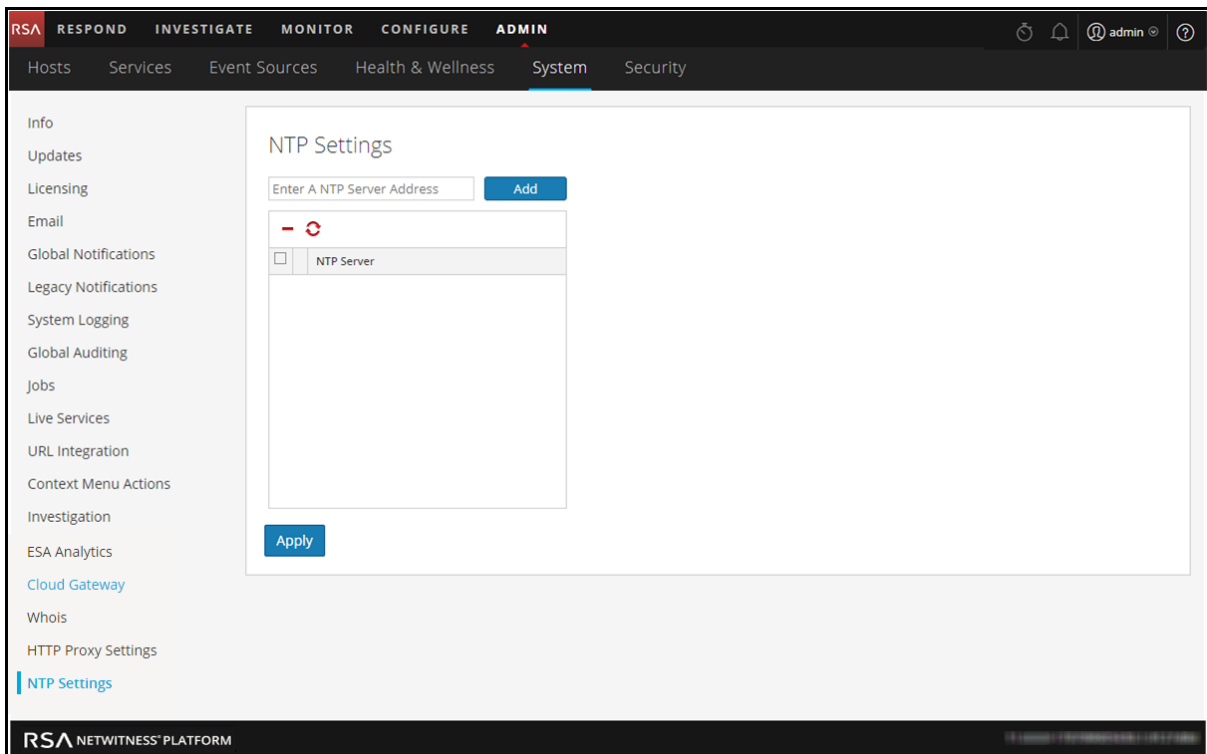 RSA RESPOND INVESTIGATE MONITOR CONFIGURE ADMIN admin
Hosts Services Event Sources Health & Wellness System Security
Info
Updates
Licensing
Email
Global Notifications
Legacy Notifications
System Logging
Global Auditing
Jobs
Live Services
URL Integration
Context Menu Actions
Investigation
ESA Analytics
Cloud Gateway
Whois
HTTP Proxy Settings
NTP Settings
NTP Settings
Enter A NTP Server Address Add
NTP Server
Apply
RSA NETWITNESS® PLATFORM